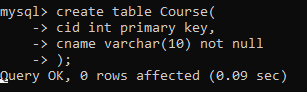 mysql> create table Course(
    -> cid int primary key,
    -> cname varchar(10) not null
    -> );
Query OK, 0 rows affected (0.09 sec)